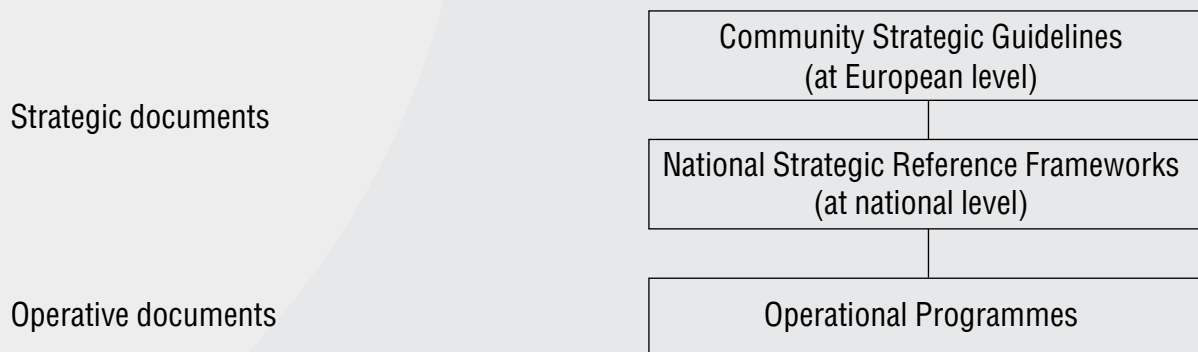 Community Strategic Guidelines
(at European level)
Strategic documents
National Strategic Reference Frameworks
(at national level)
Operative documents
Operational Programmes